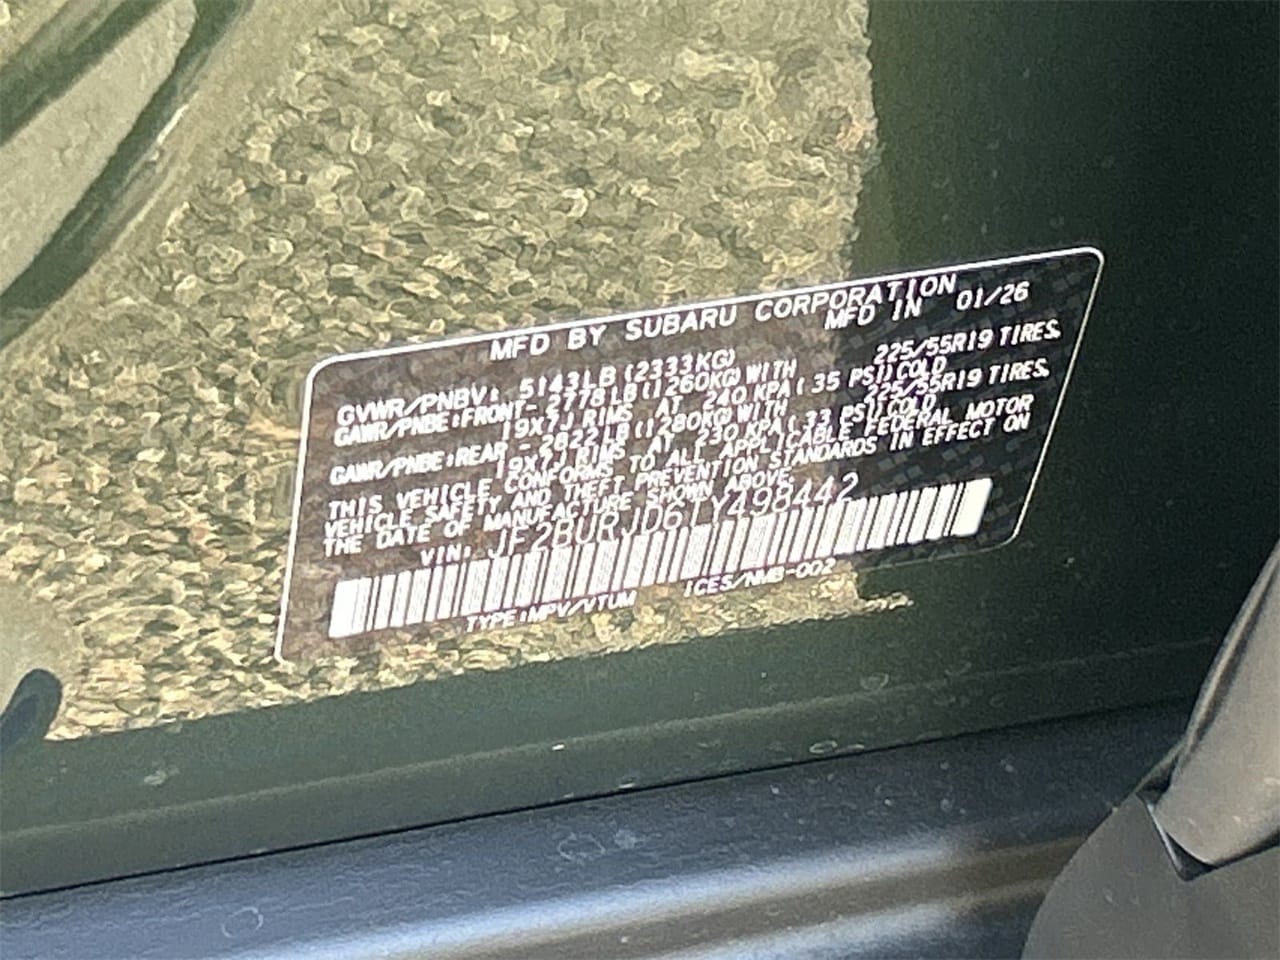 MFD BY SUBARU CORPORATION
MFD IN 01/26
GVWR/PNBV: 5143LB(2333KG)
GAWR/PNBE:FRONT- 2778LB(1260KG)WITH 225/55R19 TIRES,
19X7J RIMS AT 240 KPA( 35 PSI)COLD
GAWR/PNBE:REAR - 2822LB(1280KG)WITH 225/55R19 TIRES,
19X7J RIMS AT 230 KPA( 33 PSI)COLD
THIS VEHICLE CONFORMS TO ALL APPLICABLE FEDERAL MOTOR
VEHICLE SAFETY AND THEFT PREVENTION STANDARDS IN EFFECT ON
THE DATE OF MANUFACTURE SHOWN ABOVE.
VIN: JF2BURJD6TY498442
TYPE:MPV/VTUM ICES/NMB-002